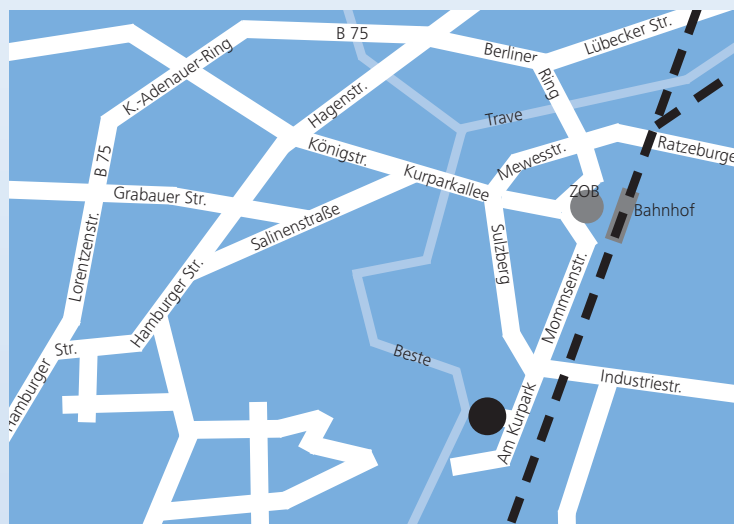 B 75
Lübecker Str.
Berliner
Ring
K.-Adenauer-Ring
Hagenstr.
Trave
Ratzeburge
B 75
Königstr.
Mewesstr.
Kurparkallee
ZOB
Bahnhof
Grabauer Str.
Salinenstraße
Lorentzenstr.
Sulzberg
Mommsenstr.
Hamburger Str.
Hamburger Str.
Beste
Industriestr.
Am Kurpark